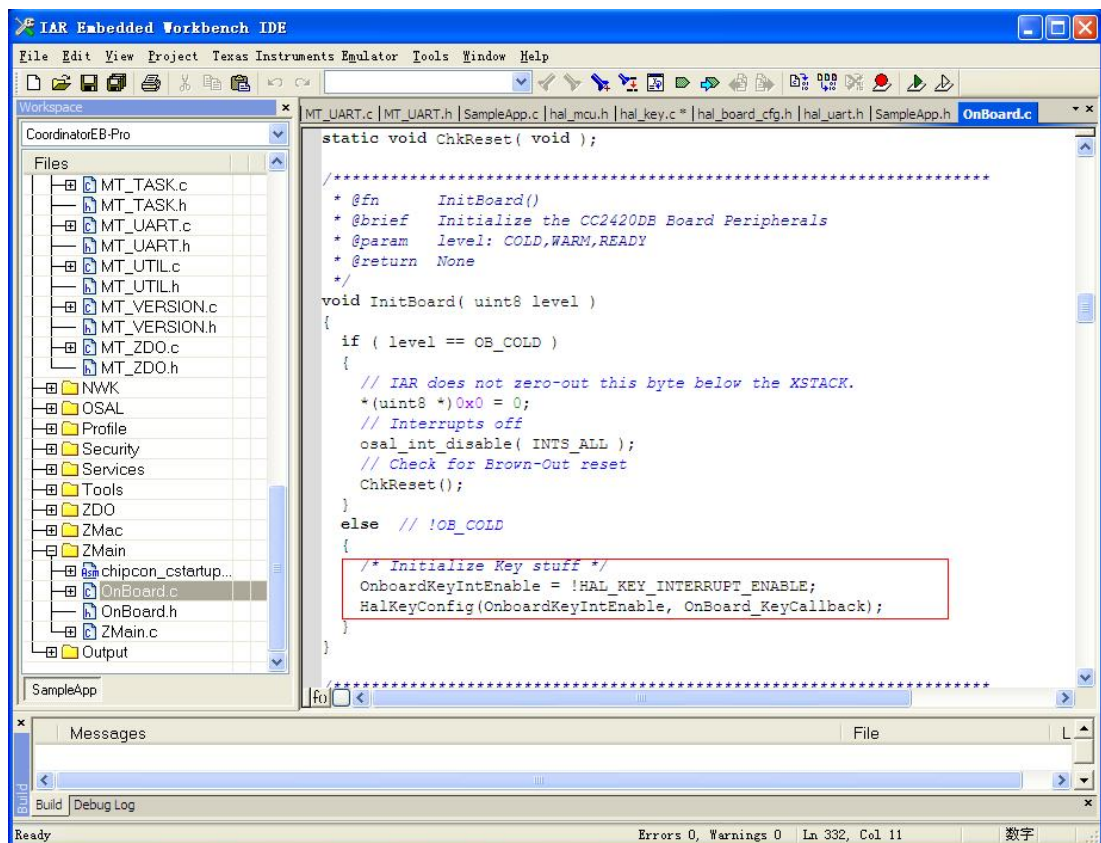 IAR Embedded Workbench IDE
File Edit View Project Texas Instruments Emulator Tools Window Help
Workspace
MT_UART.c | MT_UART.h | SampleApp.c | hal_mcu.h | hal_key.c * | hal_board_cfg.h | hal_uart.h | SampleApp.h OnBoard.c
CoordinatorEB-Pro
Files
MT_TASK.c
MT_TASK.h
MT_UART.c
MT_UART.h
MT_UTIL.c
MT_UTIL.h
MT_VERSION.c
MT_VERSION.h
MT_ZDO.c
MT_ZDO.h
NWK
OSAL
Profile
Security
Services
Tools
ZDO
ZMac
ZMain
chipcon_cstartup...
OnBoard.c
OnBoard.h
ZMain.c
Output
SampleApp
static void ChkReset( void );
/*********************************************************************
* @fn InitBoard()
* @brief Initialize the CC2420DB Board Peripherals
* @param level: COLD,WARM,READY
* @return None
*/
void InitBoard( uint8 level )
{
if ( level == OB_COLD )
{
// IAR does not zero-out this byte below the XSTACK.
*(uint8 *)0x0 = 0;
// Interrupts off
osal_int_disable( INTS_ALL );
// Check for Brown-Out reset
ChkReset();
}
else // !OB_COLD
{
/* Initialize Key stuff */
OnboardKeyIntEnable = !HAL_KEY_INTERRUPT_ENABLE;
HalKeyConfig(OnboardKeyIntEnable, OnBoard_KeyCallback);
}
}
/*********************************************************************
fo
Messages File L
Build
Build Debug Log
Ready Errors 0, Warnings 0 Ln 332, Col 11 数字